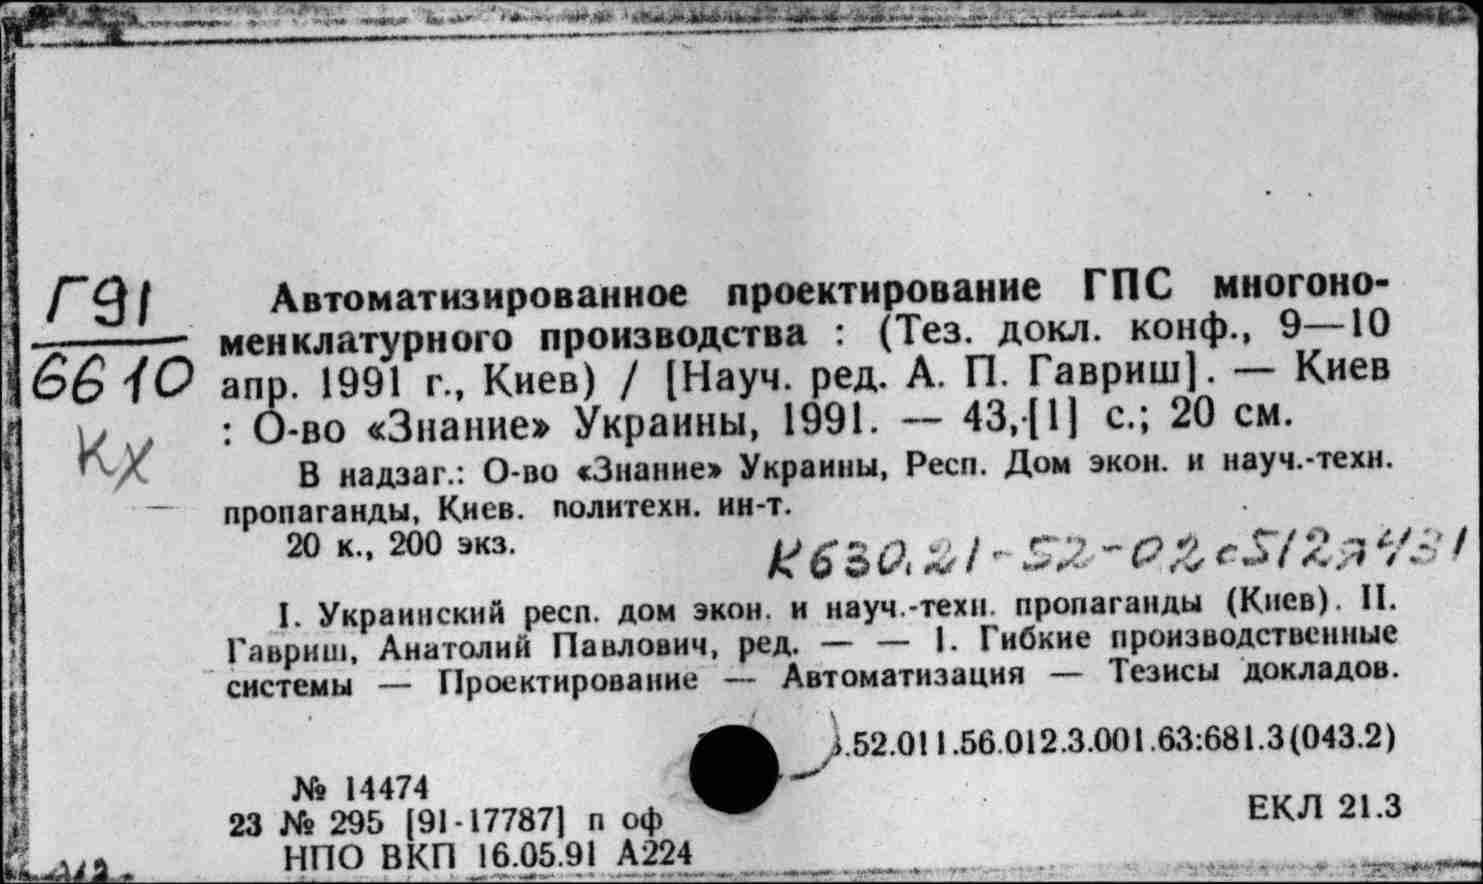 Г91
6610
Кх
Автоматизированное проектирование ГПС многоно-
менклатурного производства : (Тез. докл. конф., 9—10
апр. 1991 г., Киев) / [Науч. ред. А. П. Гавриш]. — Киев
: О-во «Знание» Украины, 1991. — 43,[1] с.; 20 см.
В надзаг.: О-во «Знание» Украины, Респ. Дом экон. и науч.-техн.
пропаганды, Киев. политехн. ин-т.
20 к., 200 экз.
К630.21-52-02с512я431
I. Украинский респ. дом экон. и науч.-техн. пропаганды (Киев). II.
Гавриш, Анатолий Павлович, ред. — — 1. Гибкие производственные
системы — Проектирование — Автоматизация — Тезисы докладов.
.52.011.56.012.3.001.63:681.3(043.2)
№ 14474
23 № 295 [91-17787] п оф
НПО ВКП 16.05.91 А224
ЕКЛ 21.3